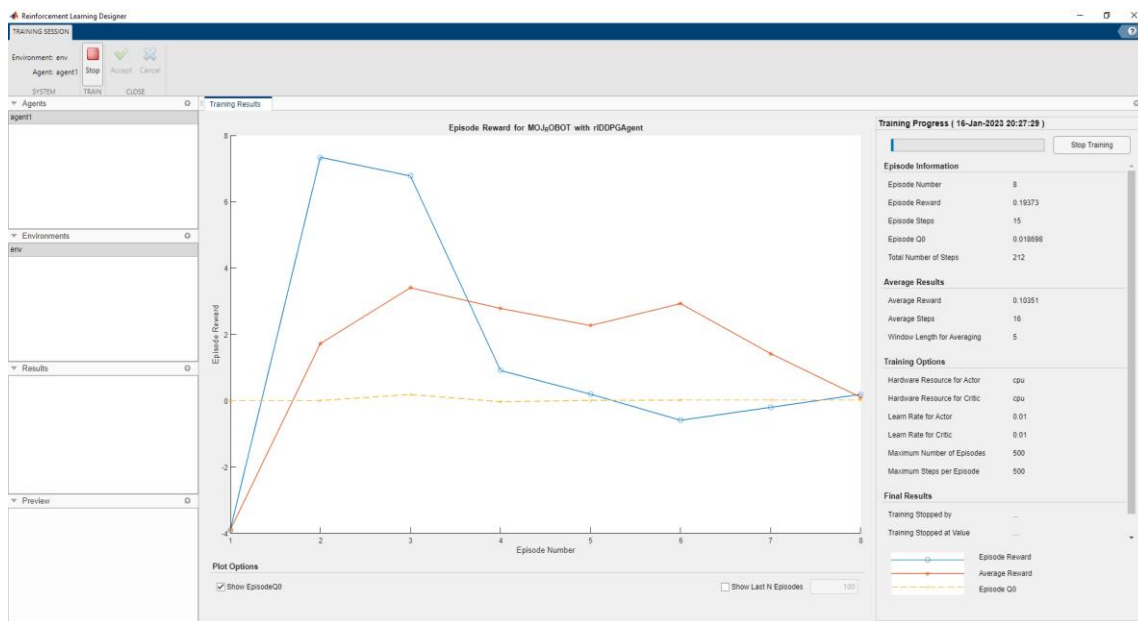 Reinforcement Learning Designer
TRAINING SESSION
Environment: env
Agent: agent1
Stop
Accept
Cancel
SYSTEM
TRAIN
CLOSE
Agents
agent1
Environments
env
Results
Preview
Training Results
Episode Reward for MOJROBOT with rlDDPGAgent
Episode Reward
8
6
4
2
0
-2
-4
1 2 3 4 5 6 7 8
Episode Number
Plot Options
Show EpisodeQ0
Show Last N Episodes 100
Training Progress ( 16-Jan-2023 20:27:29 )
Stop Training
Episode Information
Episode Number 8
Episode Reward 0.19373
Episode Steps 15
Episode Q0 0.018698
Total Number of Steps 212
Average Results
Average Reward 0.10351
Average Steps 16
Window Length for Averaging 5
Training Options
Hardware Resource for Actor cpu
Hardware Resource for Critic cpu
Learn Rate for Actor 0.01
Learn Rate for Critic 0.01
Maximum Number of Episodes 500
Maximum Steps per Episode 500
Final Results
Training Stopped by ...
Training Stopped at Value ...
Episode Reward
Average Reward
Episode Q0